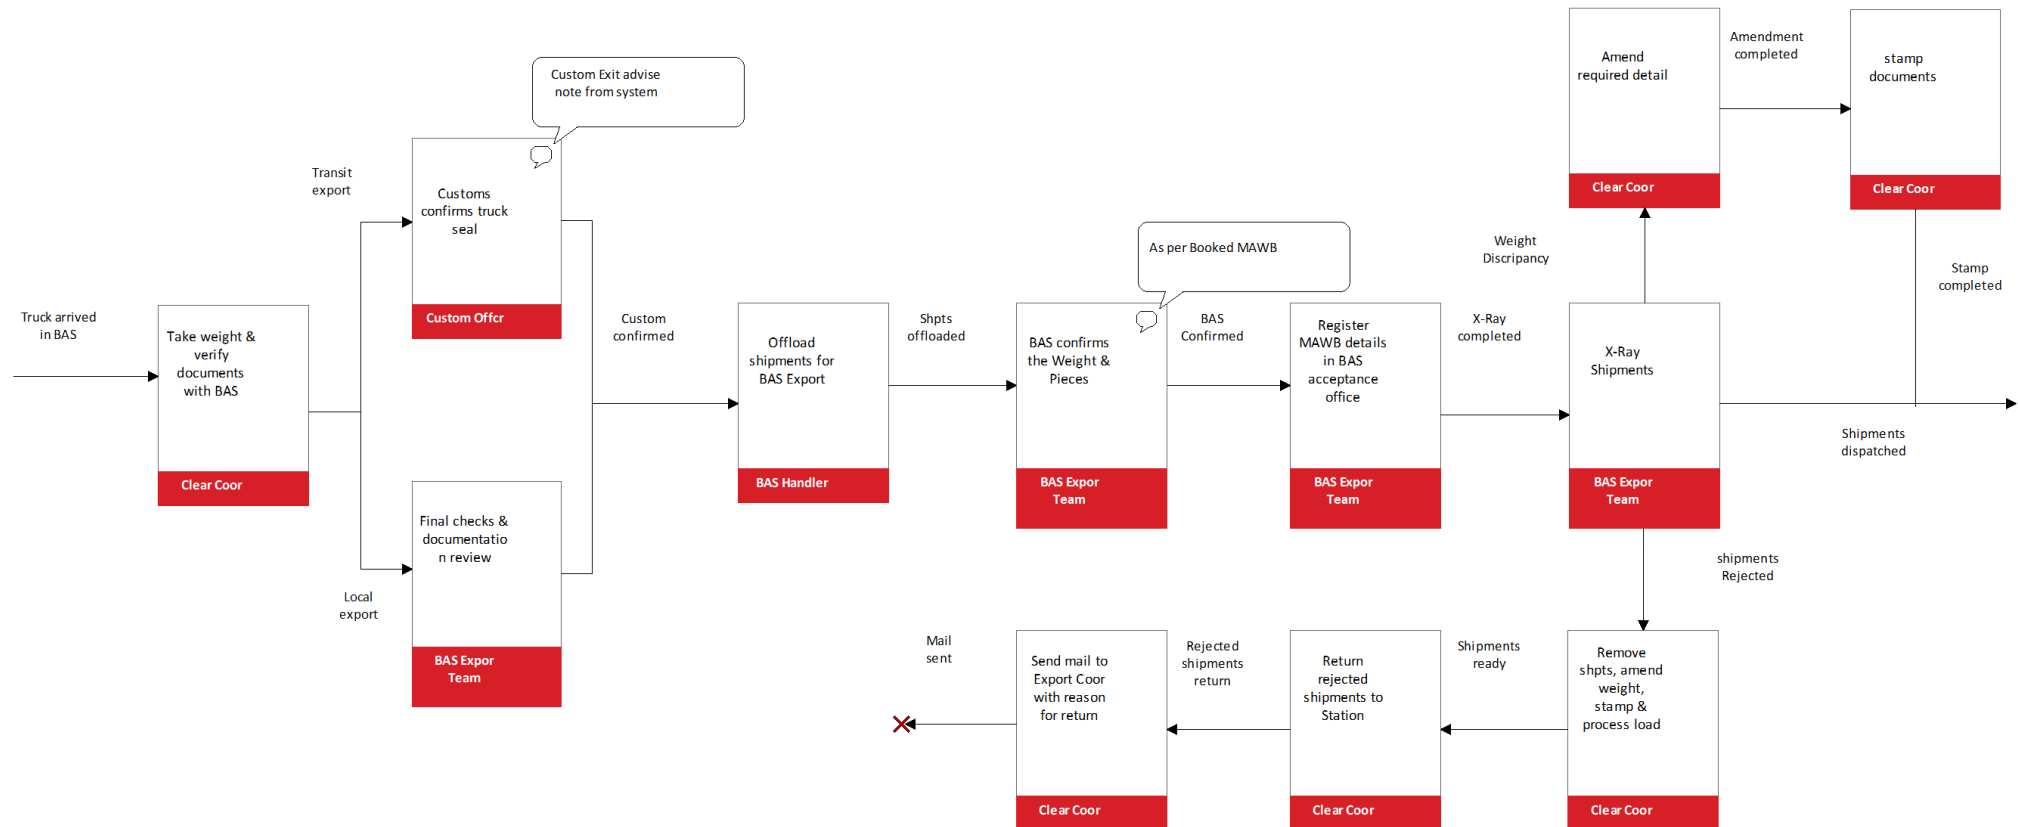 Truck arrived
in BAS
Take weight &
verify
documents
with BAS
Clear Coor
Transit
export
Custom Exit advise
note from system
Customs
confirms truck
seal
Custom Offcr
Local
export
Final checks &
documentatio
n review
BAS Expor
Team
Custom
confirmed
Offload
shipments for
BAS Export
BAS Handler
Shpts
offloaded
As per Booked MAWB
BAS confirms
the Weight &
Pieces
BAS Expor
Team
BAS
Confirmed
Register
MAWB details
in BAS
acceptance
office
BAS Expor
Team
X-Ray
completed
X-Ray
Shipments
BAS Expor
Team
Weight
Discripancy
Amend
required detail
Clear Coor
Amendment
completed
stamp
documents
Clear Coor
Stamp
completed
Shipments
dispatched
shipments
Rejected
Remove
shpts, amend
weight,
stamp &
process load
Clear Coor
Shipments
ready
Return
rejected
shipments to
Station
Clear Coor
Rejected
shipments
return
Send mail to
Export Coor
with reason
for return
Clear Coor
Mail
sent